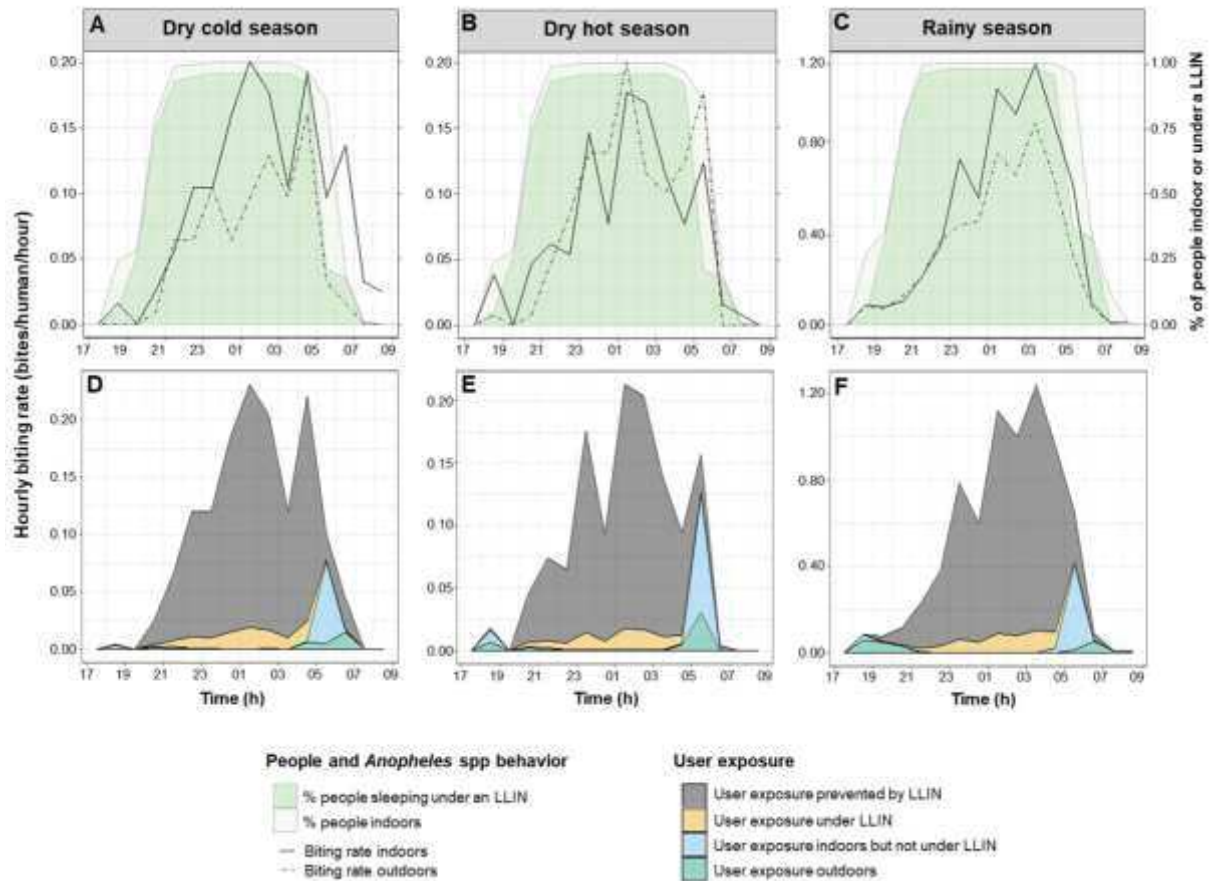 A Dry cold season
B Dry hot season
C Rainy season
0.20
0.15
0.10
0.05
0.00
17 19 21 23 01 03 05 07 09
0.20
0.15
0.10
0.05
0.00
17 19 21 23 01 03 05 07 09
1.20
0.80
0.40
0.00
17 19 21 23 01 03 05 07 09
1.00
0.75
0.50
0.25
0.00
% of people indoor or under a LLIN
Hourly biting rate (bites/human/hour)
D
0.20
0.15
0.10
0.05
0.00
17 19 21 23 01 03 05 07 09
Time (h)
E
0.20
0.15
0.10
0.05
0.00
17 19 21 23 01 03 05 07 09
Time (h)
F
1.20
0.80
0.40
0.00
17 19 21 23 01 03 05 07 09
Time (h)
People and Anopheles spp behavior
% people sleeping under an LLIN
% people indoors
Biting rate indoors
Biting rate outdoors
User exposure
User exposure prevented by LLIN
User exposure under LLIN
User exposure indoors but not under LLIN
User exposure outdoors